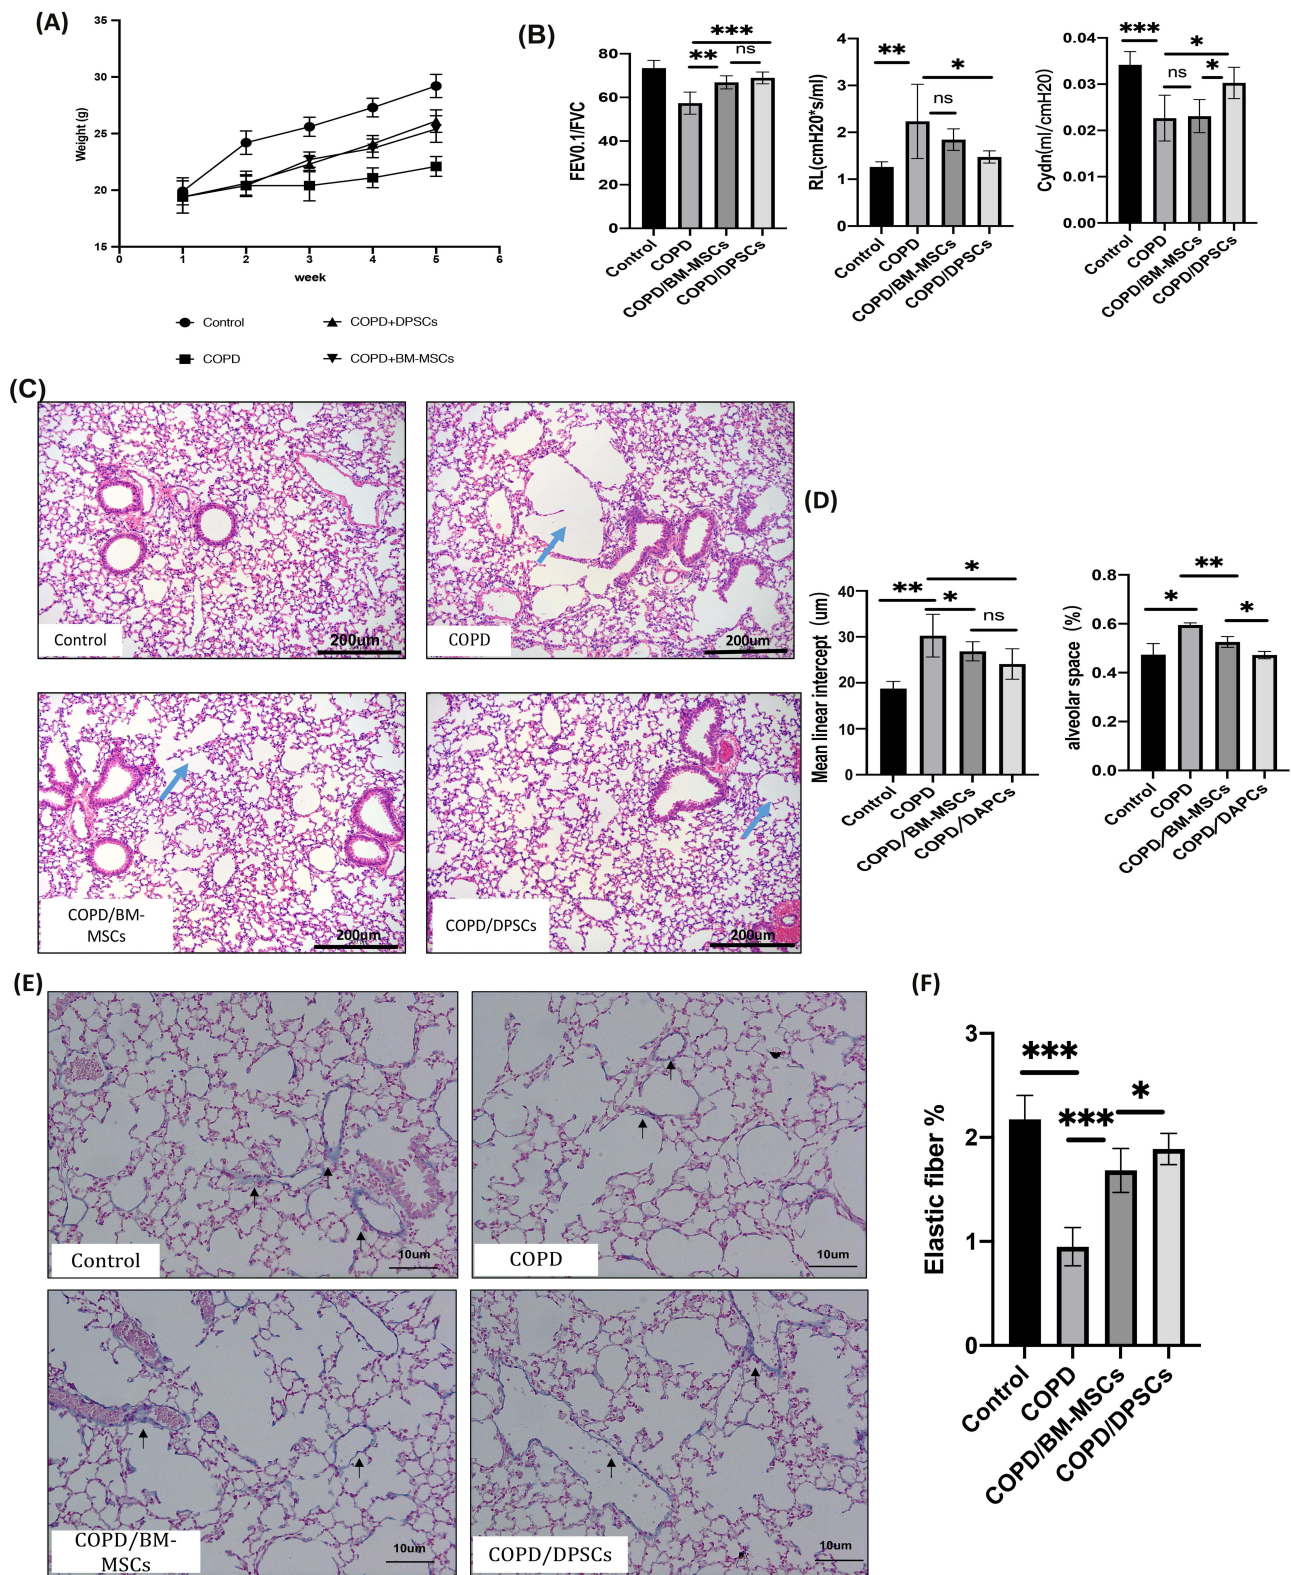 (A)
35
30
25
20
15
Weight (g)
0 1 2 3 4 5 6
week
Control
COPD+DPSCs
COPD
COPD+BM-MSCs
(B)
80
60
40
20
0
FEV0.1/FVC
***
** ns
Control
COPD
COPD/BM-MSCs
COPD/DPSCs
4
3
2
1
0
RL(cmH20*s/ml)
**
*
ns
Control
COPD
COPD/BM-MSCs
COPD/DPSCs
0.04
0.03
0.02
0.01
0.00
Cydn(ml/cmH20)
***
*
ns *
Control
COPD
COPD/BM-MSCs
COPD/DPSCs
(C)
Control
200um
COPD
200um
COPD/BM-
MSCs
200um
COPD/DPSCs
200um
(D)
40
30
20
10
0
Mean linear intercept (um)
*
** *
ns
Control
COPD
COPD/BM-MSCs
COPD/DAPCs
0.8
0.6
0.4
0.2
0.0
alveolar space (%)
**
* *
Control
COPD
COPD/BM-MSCs
COPD/DAPCs
(E)
Control
10um
COPD
10um
COPD/BM-
MSCs
10um
COPD/DPSCs
10um
(F)
3
2
1
0
Elastic fiber %
***
*** *
Control
COPD
COPD/BM-MSCs
COPD/DPSCs